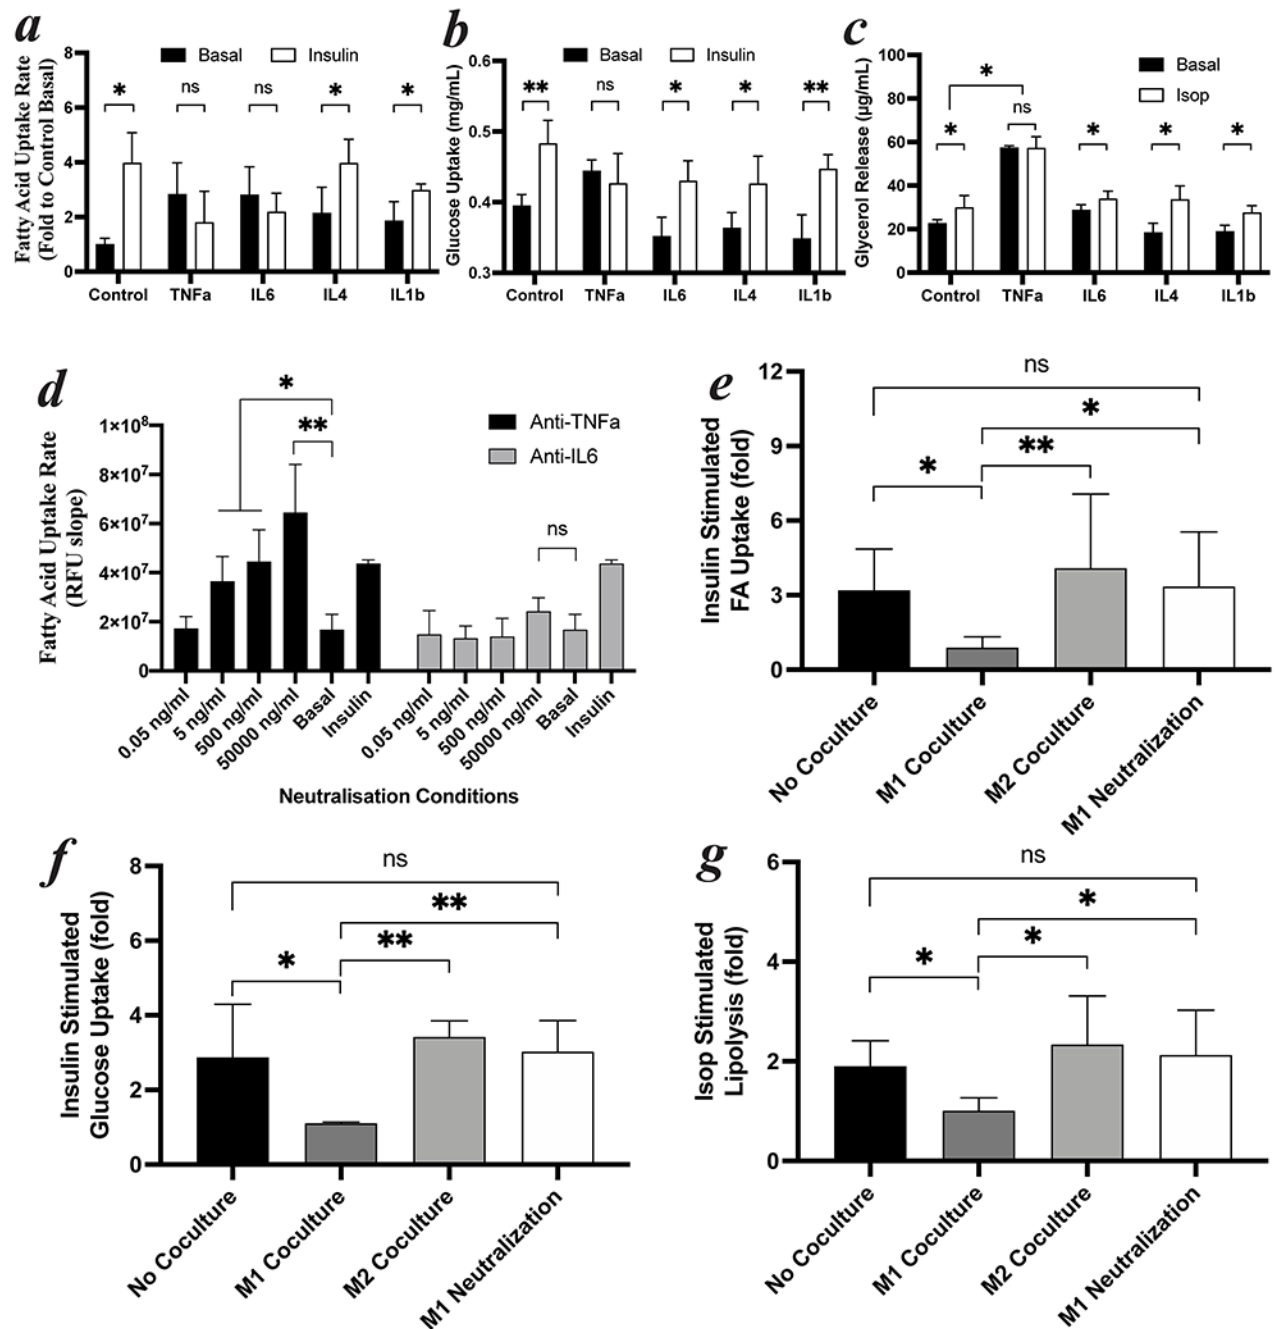 a
Basal Insulin
Fatty Acid Uptake Rate
(Fold to Control Basal)
8
6
4
2
0
* ns ns * *
Control TNFa IL6 IL4 IL1b
b
Basal Insulin
Glucose Uptake (mg/mL)
0.6
0.5
0.4
0.3
** ns * * **
Control TNFa IL6 IL4 IL1b
c
Basal
Isop
Glycerol Release (µg/mL)
100
80
60
40
20
0
*
* ns * * *
Control TNFa IL6 IL4 IL1b
d
Anti-TNFa
Anti-IL6
Fatty Acid Uptake Rate
(RFU slope)
1×10⁸
8×10⁷
6×10⁷
4×10⁷
2×10⁷
0
*
**
ns
0.05 ng/ml
5 ng/ml
500 ng/ml
50000 ng/ml
Basal
Insulin
0.05 ng/ml
5 ng/ml
500 ng/ml
50000 ng/ml
Basal
Insulin
Neutralisation Conditions
e
Insulin Stimulated
FA Uptake (fold)
12
9
6
3
0
ns
*
**
*
No Coculture
M1 Coculture
M2 Coculture
M1 Neutralization
f
Insulin Stimulated
Glucose Uptake (fold)
8
6
4
2
0
ns
**
**
*
No Coculture
M1 Coculture
M2 Coculture
M1 Neutralization
g
Isop Stimulated
Lipolysis (fold)
6
4
2
0
ns
*
*
*
No Coculture
M1 Coculture
M2 Coculture
M1 Neutralization